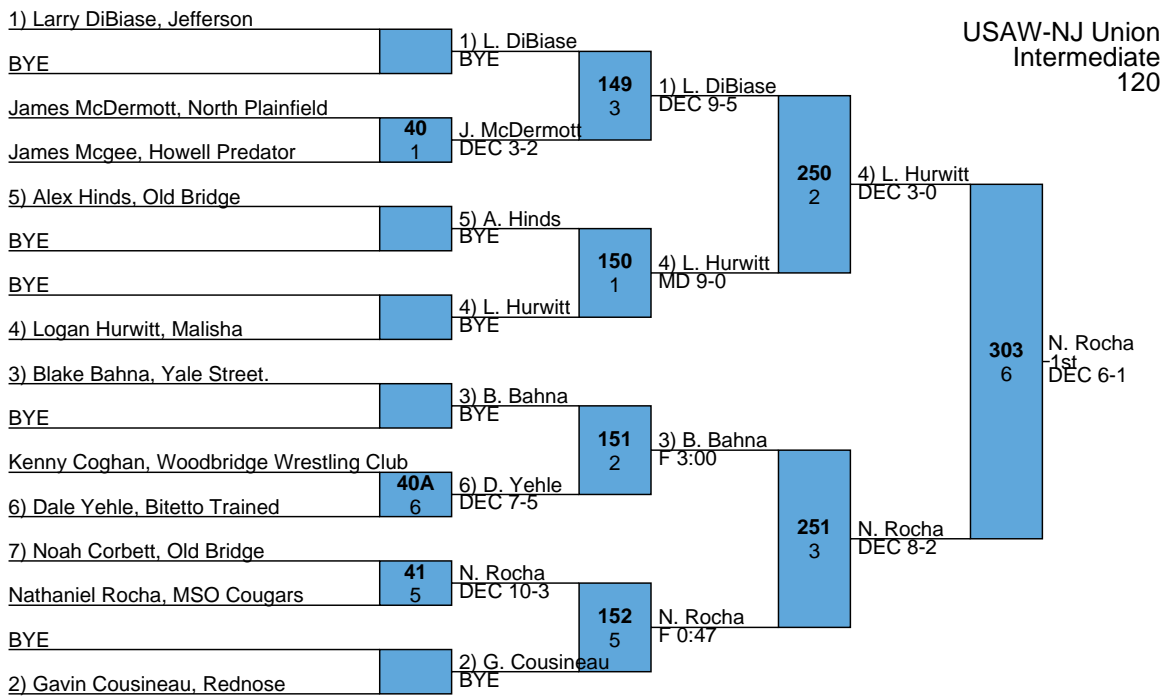 USAW-NJ Union
Intermediate
120
1) Larry DiBiase, Jefferson
BYE
James McDermott, North Plainfield
James Mcgee, Howell Predator
5) Alex Hinds, Old Bridge
BYE
BYE
4) Logan Hurwitt, Malisha
3) Blake Bahna, Yale Street.
BYE
Kenny Coghan, Woodbridge Wrestling Club
6) Dale Yehle, Bitetto Trained
7) Noah Corbett, Old Bridge
Nathaniel Rocha, MSO Cougars
BYE
2) Gavin Cousineau, Rednose
40
1
40A
6
41
5
1) L. DiBiase
BYE
J. McDermott
DEC 3-2
5) A. Hinds
BYE
4) L. Hurwitt
BYE
3) B. Bahna
BYE
6) D. Yehle
DEC 7-5
N. Rocha
DEC 10-3
2) G. Cousineau
BYE
149
3
150
1
151
2
152
5
1) L. DiBiase
DEC 9-5
4) L. Hurwitt
MD 9-0
3) B. Bahna
F 3:00
N. Rocha
F 0:47
250
2
251
3
4) L. Hurwitt
DEC 3-0
N. Rocha
DEC 8-2
303
6
N. Rocha
1st
DEC 6-1